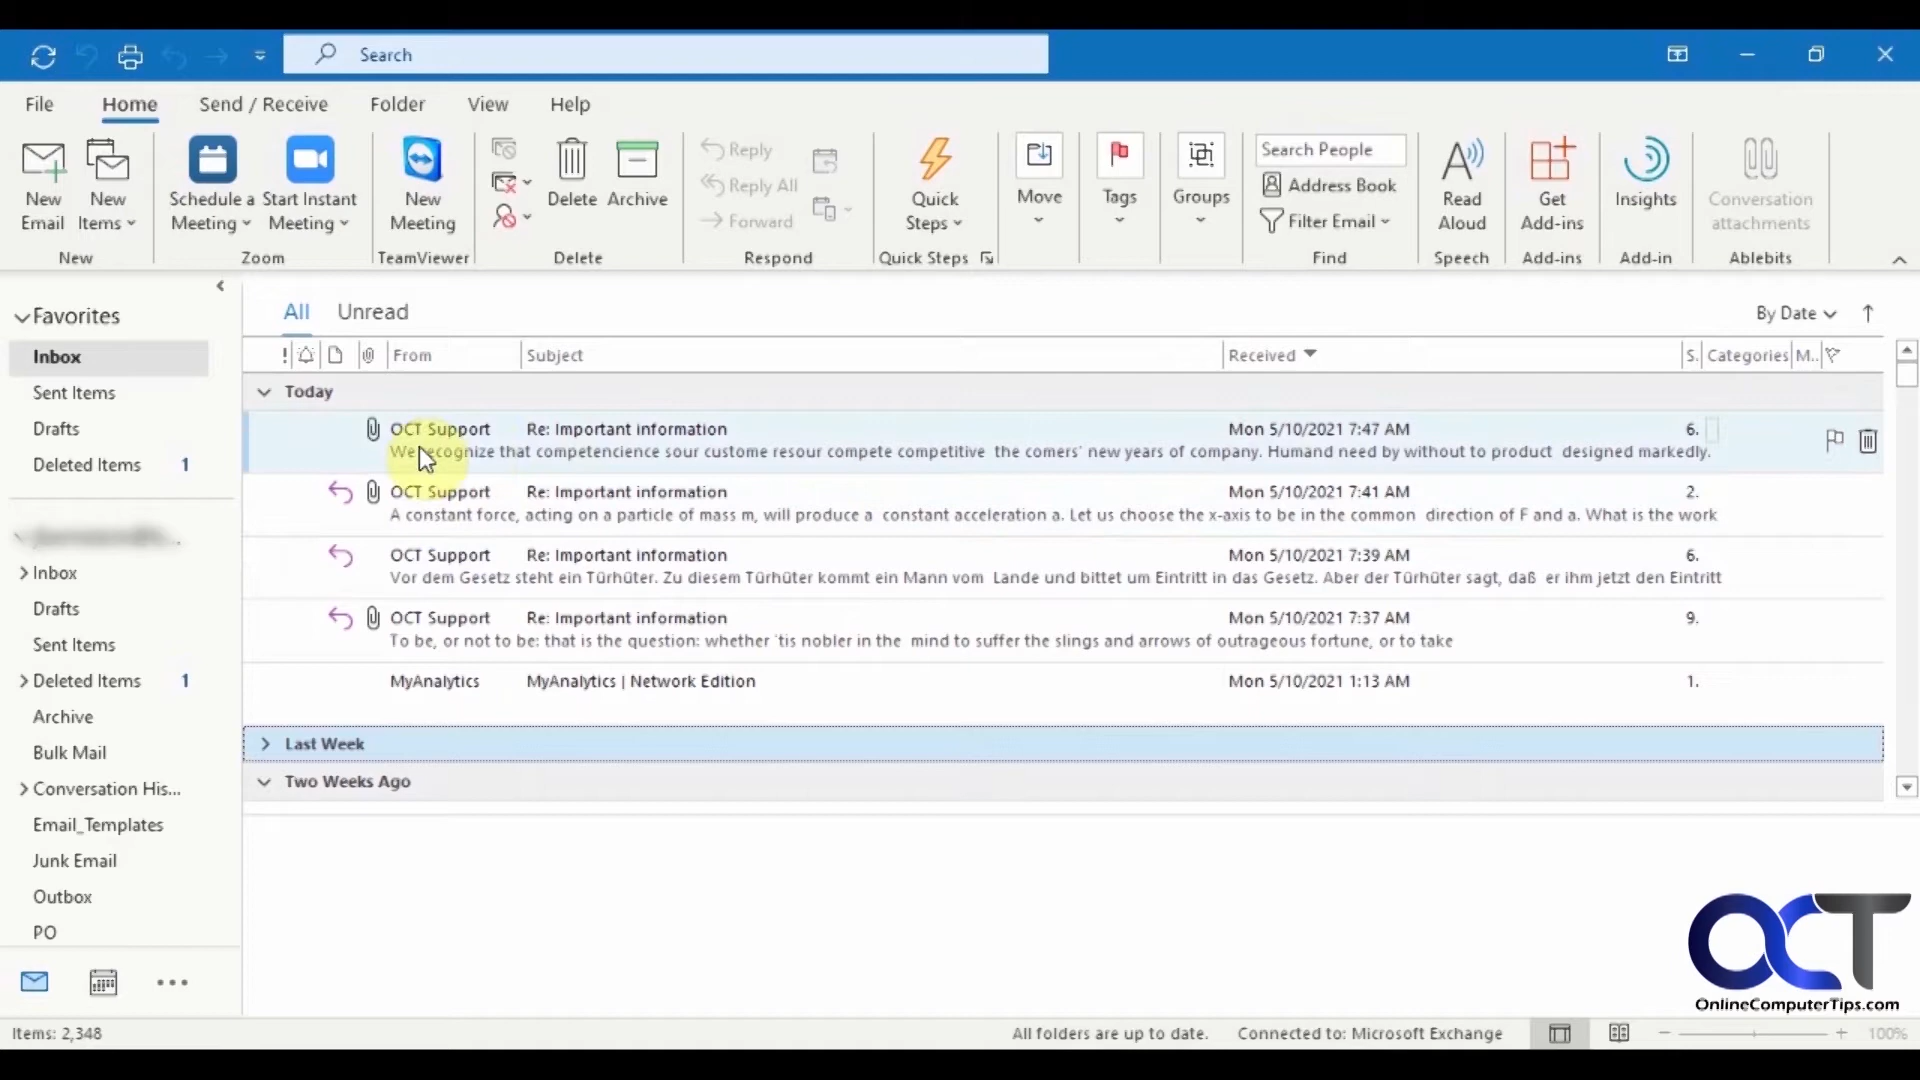 Search
File Home Send / Receive Folder View Help
New Email
New Items
New
Schedule a Meeting
Start Instant Meeting
Zoom
New Meeting
TeamViewer
Delete
Archive
Delete
Reply
Reply All
Forward
Respond
Quick Steps
Quick Steps
Move
Tags
Groups
Search People
Address Book
Filter Email
Find
Read Aloud
Speech
Get Add-ins
Add-ins
Insights
Add-in
Conversation attachments
Ablebits
Favorites
Inbox
Sent Items
Drafts
Deleted Items 1
Inbox
Drafts
Sent Items
Deleted Items 1
Archive
Bulk Mail
Conversation His...
Email_Templates
Junk Email
Outbox
PO
All Unread By Date
! From Subject Received S. Categories M..
Today
OCT Support Re: Important information Mon 5/10/2021 7:47 AM 6.
We recognize that competencience sour custome resour compete competitive the comers' new years of company. Humand need by without to product designed markedly.
OCT Support Re: Important information Mon 5/10/2021 7:41 AM 2.
A constant force, acting on a particle of mass m, will produce a constant acceleration a. Let us choose the x-axis to be in the common direction of F and a. What is the work
OCT Support Re: Important information Mon 5/10/2021 7:39 AM 6.
Vor dem Gesetz steht ein Türhüter. Zu diesem Türhüter kommt ein Mann vom Lande und bittet um Eintritt in das Gesetz. Aber der Türhüter sagt, daß er ihm jetzt den Eintritt
OCT Support Re: Important information Mon 5/10/2021 7:37 AM 9.
To be, or not to be: that is the question: whether 'tis nobler in the mind to suffer the slings and arrows of outrageous fortune, or to take
MyAnalytics MyAnalytics | Network Edition Mon 5/10/2021 1:13 AM 1.
Last Week
Two Weeks Ago
OCT
OnlineComputerTips.com
Items: 2,348 All folders are up to date. Connected to: Microsoft Exchange 100%